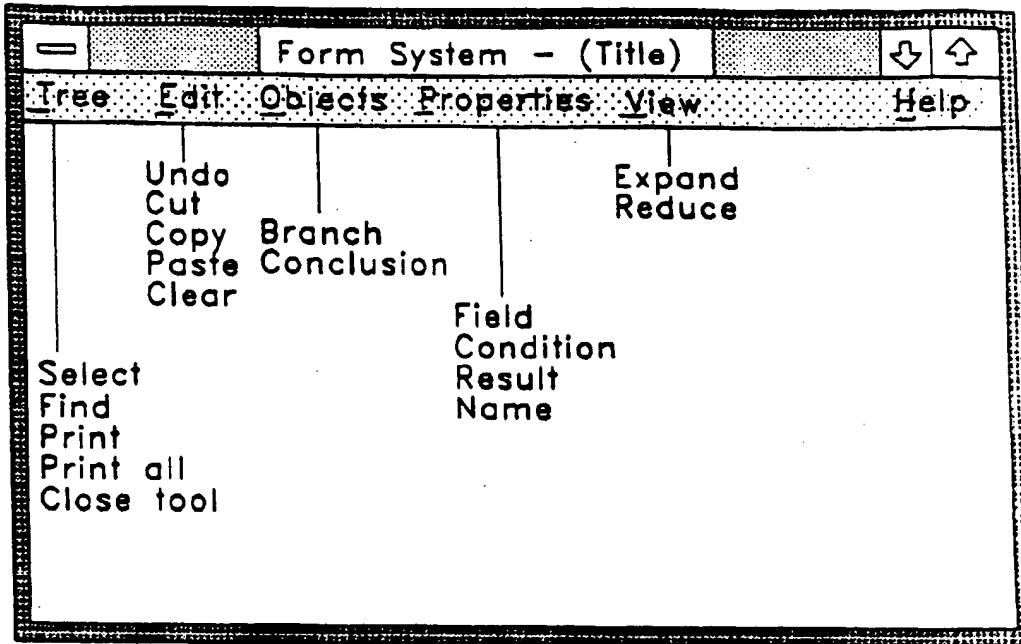 Form System - (Title)
Tree Edit Objects Properties View Help
Undo
Cut
Copy
Paste
Clear
Branch
Conclusion
Expand
Reduce
Field
Condition
Result
Name
Select
Find
Print
Print all
Close tool